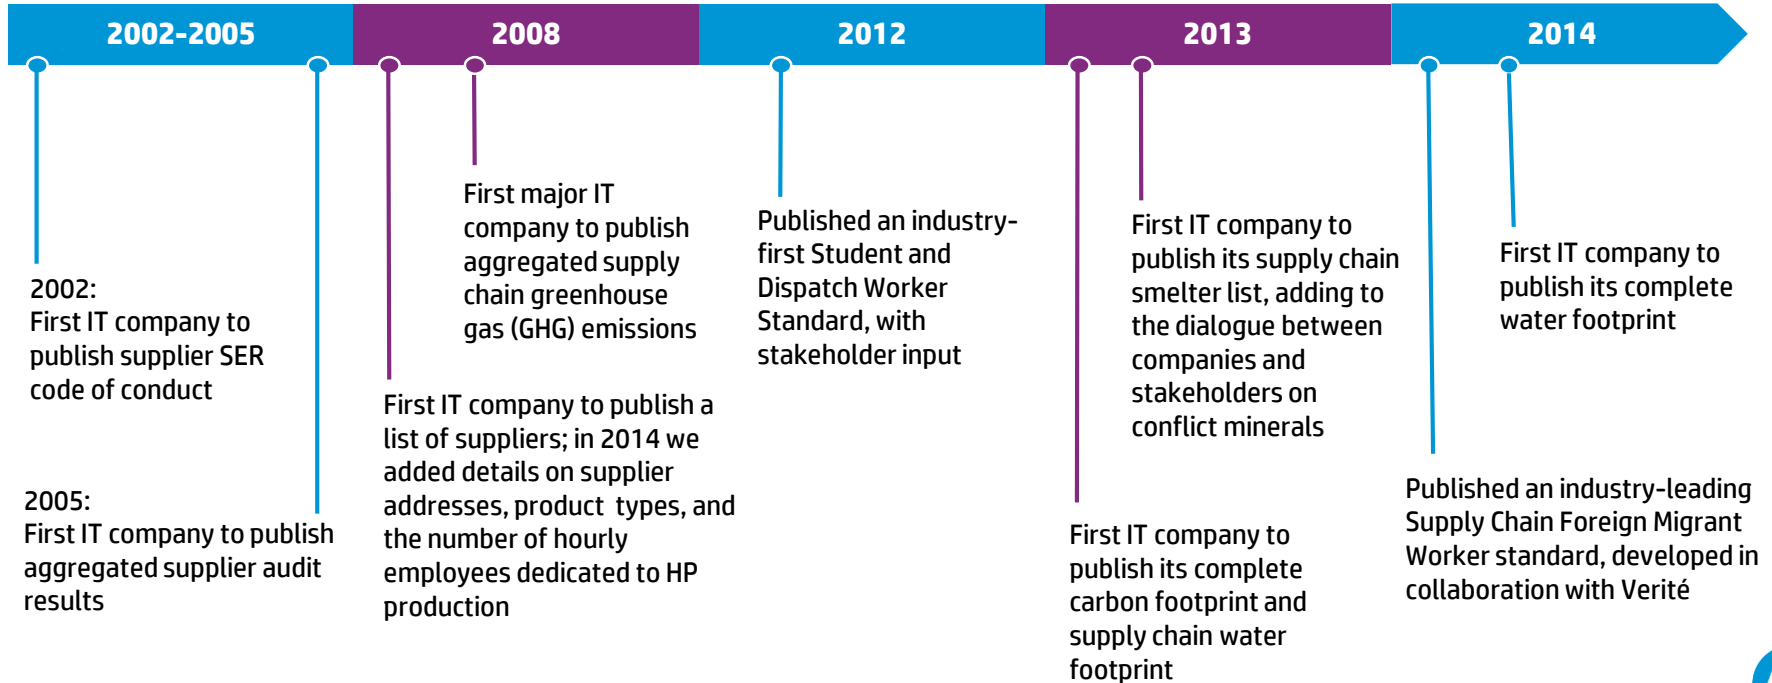 2002-2005
2008
2012
2013
2014
2002:
First IT company to
publish supplier SER
code of conduct
2005:
First IT company to publish
aggregated supplier audit
results
First major IT
company to publish
aggregated supply
chain greenhouse
gas (GHG) emissions
First IT company to publish a
list of suppliers; in 2014 we
added details on supplier
addresses, product types, and
the number of hourly
employees dedicated to HP
production
Published an industry-
first Student and
Dispatch Worker
Standard, with
stakeholder input
First IT company to
publish its supply chain
smelter list, adding to
the dialogue between
companies and
stakeholders on
conflict minerals
First IT company to
publish its complete
carbon footprint and
supply chain water
footprint
First IT company to
publish its complete
water footprint
Published an industry-leading
Supply Chain Foreign Migrant
Worker standard, developed in
collaboration with Verité